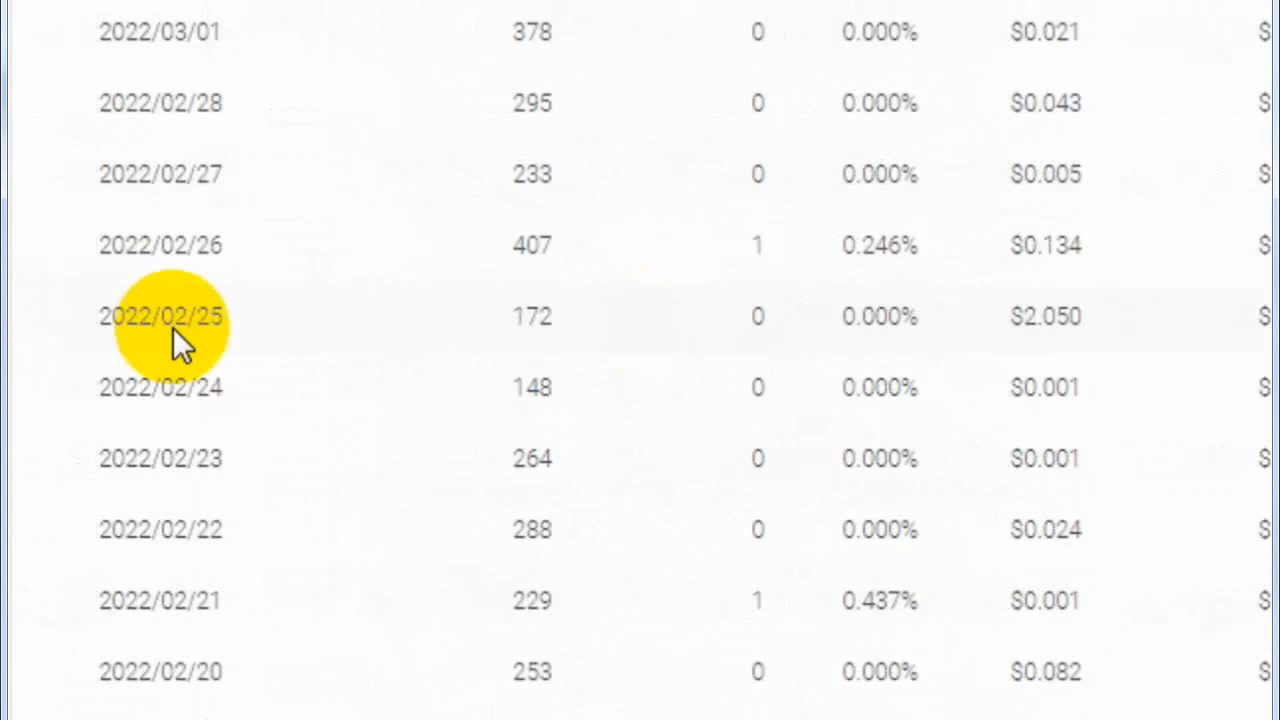 2022/03/01 378 0 0.000% $0.021 $
2022/02/28 295 0 0.000% $0.043 $
2022/02/27 233 0 0.000% $0.005 $
2022/02/26 407 1 0.246% $0.134 $
2022/02/25 172 0 0.000% $2.050 $
2022/02/24 148 0 0.000% $0.001 $
2022/02/23 264 0 0.000% $0.001 $
2022/02/22 288 0 0.000% $0.024 $
2022/02/21 229 1 0.437% $0.001 $
2022/02/20 253 0 0.000% $0.082 $